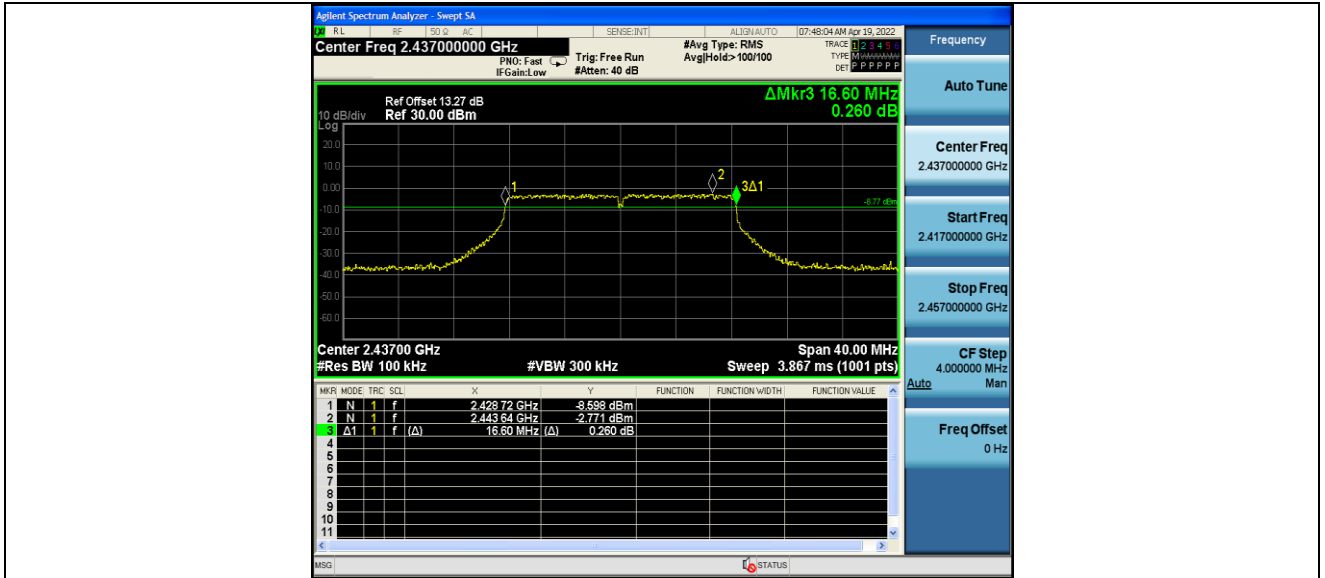 Agilent Spectrum Analyzer - Swept SA
RL RF 50 Ω AC SENSE:INT ALIGNAUTO 07:48:04 AM Apr 19, 2022
Center Freq 2.437000000 GHz
PNO: Fast
IFGain:Low
Trig: Free Run
#Atten: 40 dB
#Avg Type: RMS
Avg|Hold:>100/100
TRACE 1 2 3 4 5 6
TYPE M
DET P P P P P P
ΔMkr3 16.60 MHz
0.260 dB
Ref Offset 13.27 dB
10 dB/div Ref 30.00 dBm
Log
20.0
10.0
0.00
-10.0
-20.0
-30.0
-40.0
-50.0
-60.0
1
2
3Δ1
-8.77 dBm
Center 2.43700 GHz Span 40.00 MHz
#Res BW 100 kHz #VBW 300 kHz Sweep 3.867 ms (1001 pts)
MKR MODE TRC SCL X Y FUNCTION FUNCTION WIDTH FUNCTION VALUE
1 N 1 f 2.428 72 GHz -8.598 dBm
2 N 1 f 2.443 64 GHz -2.771 dBm
3 Δ1 1 f (Δ) 16.60 MHz (Δ) 0.260 dB
4
5
6
7
8
9
10
11
MSG STATUS
Frequency
Auto Tune
Center Freq
2.437000000 GHz
Start Freq
2.417000000 GHz
Stop Freq
2.457000000 GHz
CF Step
4.000000 MHz
Auto Man
Freq Offset
0 Hz